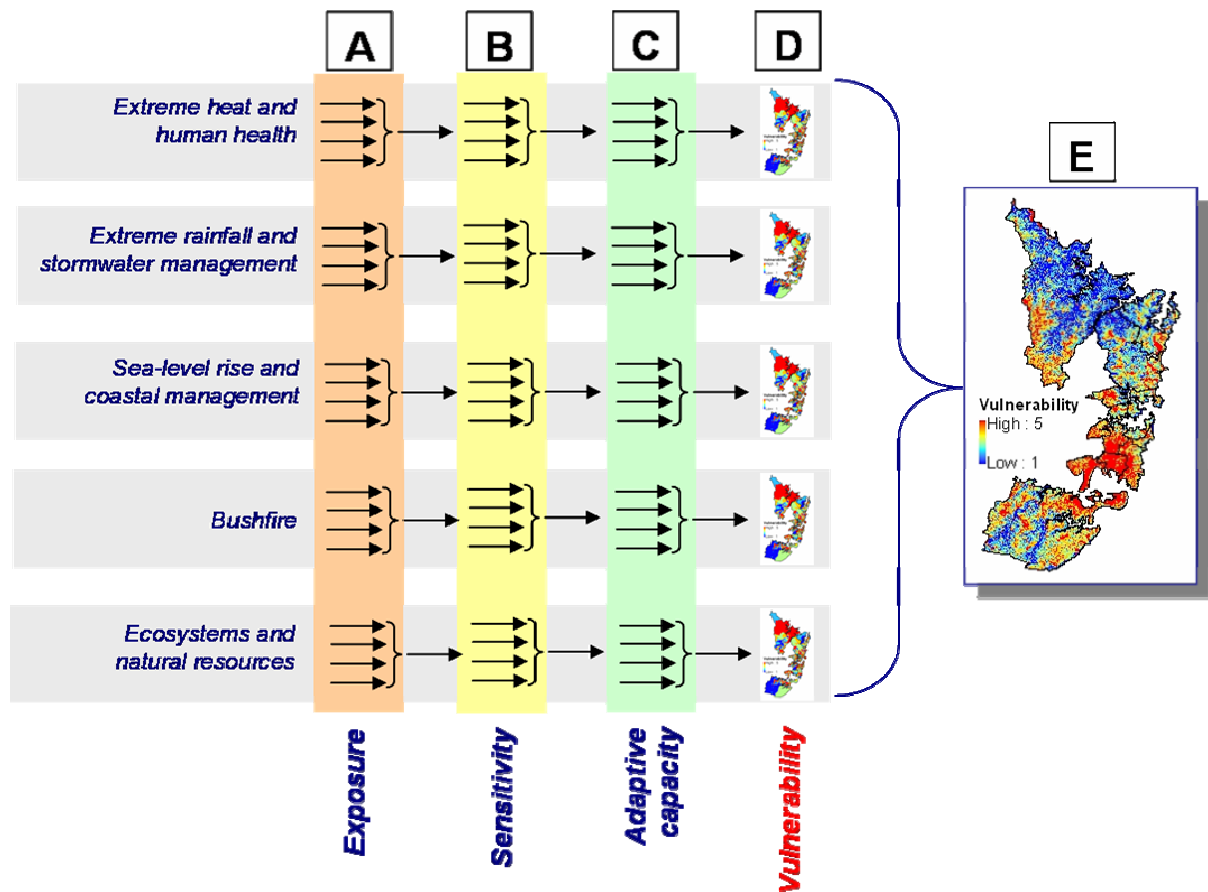 A
B
C
D
Extreme heat and
human health
Extreme rainfall and
stormwater management
Sea-level rise and
coastal management
Bushfire
Ecosystems and
natural resources
Exposure
Sensitivity
Adaptive
capacity
Vulnerability
E
Vulnerability
High : 5
Low : 1